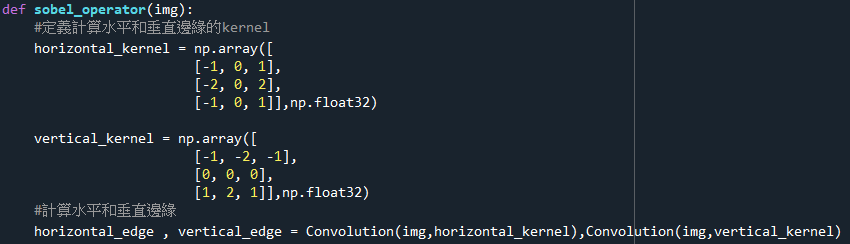 def sobel_operator(img):
    #定義計算水平和垂直邊緣的kernel
    horizontal_kernel = np.array([
                        [-1, 0, 1],
                        [-2, 0, 2],
                        [-1, 0, 1]],np.float32)

    vertical_kernel = np.array([
                        [-1, -2, -1],
                        [0, 0, 0],
                        [1, 2, 1]],np.float32)
    #計算水平和垂直邊緣
    horizontal_edge , vertical_edge = Convolution(img,horizontal_kernel),Convolution(img,vertical_kernel)